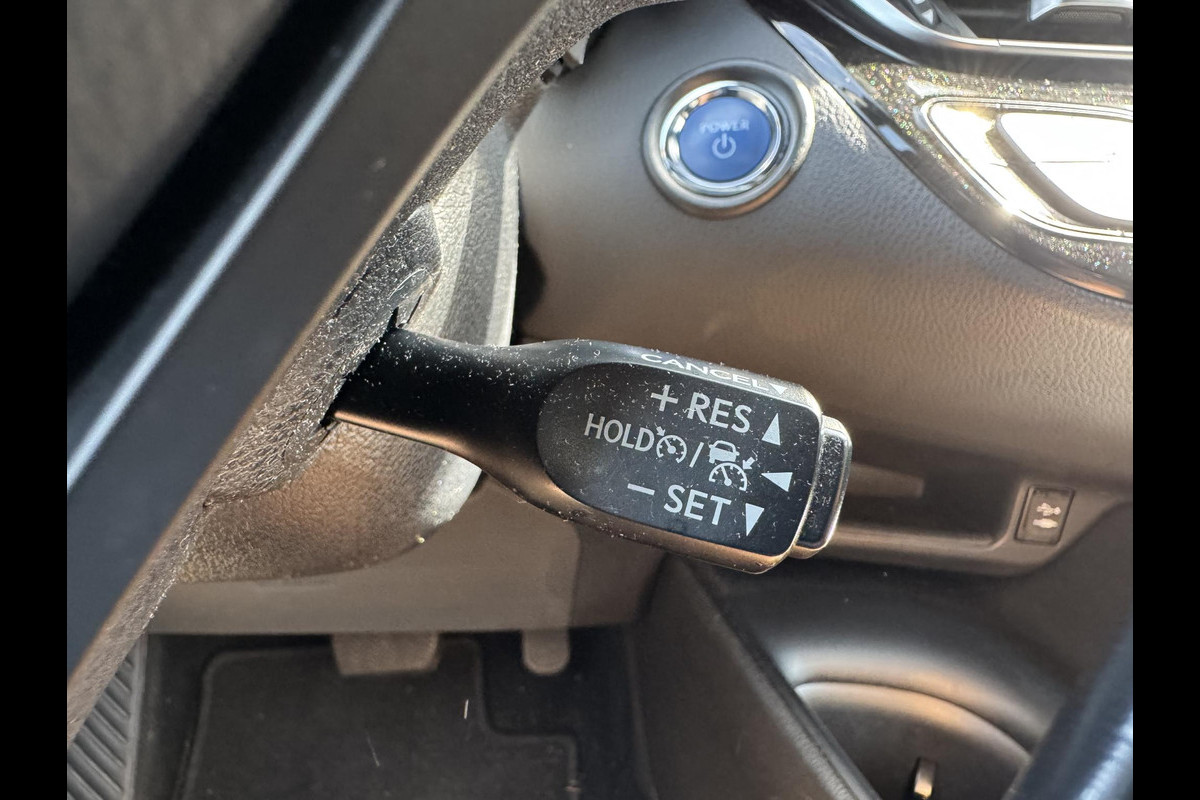 POWER
CANCEL▼
+ RES ▲
HOLD / ◀
− SET ▼